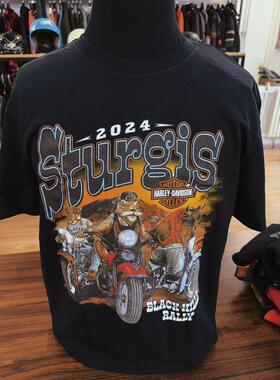 2024
Sturgis
MOTOR
HARLEY-DAVIDSON
CYCLES
BLACK HILLS
RALLY